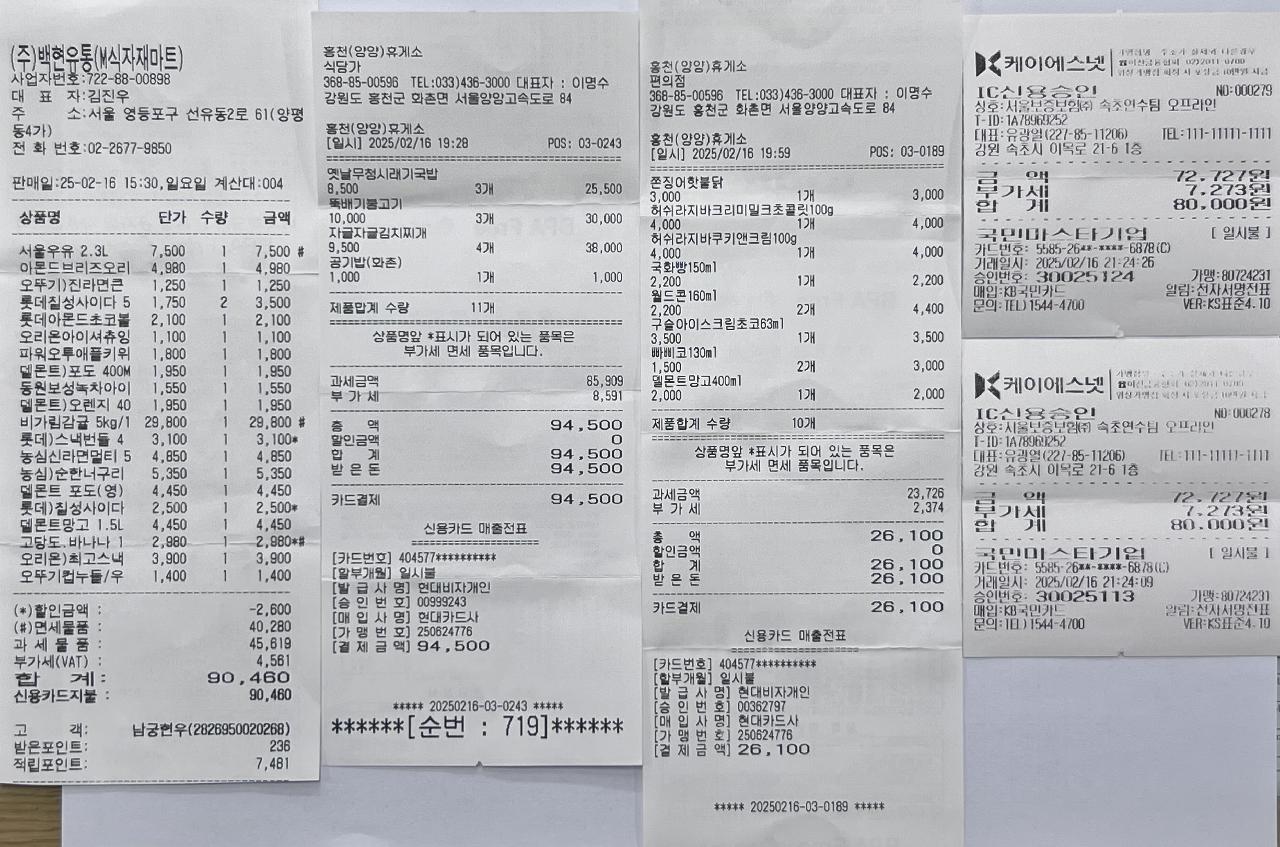 (주)백현유통(M식자재마트)
사업자번호:722-88-00898
대 표 자:김진우
주 소:서울 영등포구 선유동2로 61(양평
동4가)
전 화 번호:02-2677-9850
판매일:25-02-16 15:30,일요일 계산대:004
상품명 단가 수량 금액
서울우유 2.3L 7,500 1 7,500 #
아몬드브리즈오리 4,980 1 4,980
오뚜기)진라면큰 1,250 1 1,250
롯데칠성사이다 5 1,750 2 3,500
롯데아몬드초코볼 2,100 1 2,100
오리온아이셔츄잉 1,100 1 1,100
파워오투애플키위 1,800 1 1,800
델몬트)포도 400M 1,950 1 1,950
동원보성녹차아이 1,550 1 1,550
델몬트)오렌지 40 1,950 1 1,950
비가림감귤 5kg/1 29,800 1 29,800 #
롯데)스낵번들 4 3,100 1 3,100*
농심신라면멀티 5 4,850 1 4,850
농심)순한너구리 5,350 1 5,350
델몬트 포도(영) 4,450 1 4,450
롯데)칠성사이다 2,500 1 2,500*
델몬트망고 1.5L 4,450 1 4,450
고당도.바나나 1 2,980 1 2,980*#
오리온)최고스낵 3,900 1 3,900
오뚜기컵누들/우 1,400 1 1,400
(*)할인금액 : -2,600
(#)면세물품 : 40,280
과 세 물 품 : 45,619
부가세(VAT) : 4,561
합 계: 90,460
신용카드지불 : 90,460
고 객: 남궁현우(2826950020268)
받은포인트: 236
적립포인트: 7,481
홍천(양양)휴게소
식당가
368-85-00596 TEL:033)436-3000 대표자 : 이명수
강원도 홍천군 화촌면 서울양양고속도로 84
홍천(양양)휴게소
[일시] 2025/02/16 19:28 POS: 03-0243
옛날무청시래기국밥
8,500 3개 25,500
뚝배기불고기
10,000 3개 30,000
자글자글김치찌개
9,500 4개 38,000
공기밥(화촌)
1,000 1개 1,000
제품합계 수량 11개
상품명앞 *표시가 되어 있는 품목은
부가세 면세 품목입니다.
과세금액 85,909
부 가 세 8,591
총 액 94,500
할인금액 0
합 계 94,500
받 은 돈 94,500
카드결제 94,500
신용카드 매출전표
[카드번호] 404577**********
[할부개월] 일시불
[발 급 사 명] 현대비자개인
[승 인 번 호] 00999243
[매 입 사 명] 현대카드사
[가 맹 번 호] 250624776
[결 제 금 액] 94,500
***** 20250216-03-0243 *****
******[순번 : 719]******
홍천(양양)휴게소
편의점
368-85-00596 TEL:033)436-3000 대표자 : 이명수
강원도 홍천군 화촌면 서울양양고속도로 84
홍천(양양)휴게소
[일시] 2025/02/16 19:59 POS: 03-0189
쫀징어핫불닭
3,000 1개 3,000
허쉬라지바크리미밀크초콜릿100g
4,000 1개 4,000
허쉬라지바쿠키앤크림100g
4,000 1개 4,000
국화빵150ml
2,200 1개 2,200
월드콘160ml
2,200 2개 4,400
구슬아이스크림초코63ml
3,500 1개 3,500
빠삐코130ml
1,500 2개 3,000
델몬트망고400ml
2,000 1개 2,000
제품합계 수량 10개
상품명앞 *표시가 되어 있는 품목은
부가세 면세 품목입니다.
과세금액 23,726
부 가 세 2,374
총 액 26,100
할인금액 0
합 계 26,100
받 은 돈 26,100
카드결제 26,100
신용카드 매출전표
[카드번호] 404577**********
[할부개월] 일시불
[발 급 사 명] 현대비자개인
[승 인 번 호] 00362797
[매 입 사 명] 현대카드사
[가 맹 번 호] 250624776
[결 제 금 액] 26,100
***** 20250216-03-0189 *****
케이에스넷
IC신용승인 NO:000279
상호:서울보증보험㈜ 속초연수팀 오프라인
T-ID:1A78969252
대표:유광열(227-85-11206) TEL:111-11111-1111
강원 속초시 이목로 21-6 1층
금 액 72,727원
부가세 7,273원
합 계 80,000원
국민마스타기업 [ 일시불 ]
카드번호: 5585-26**-****-6878(C)
거래일시: 2025/02/16 21:24:26
승인번호: 30025124 가맹:80724231
매입:KB국민카드 알림:전자서명전표
문의:TEL)1544-4700 VER:KS표준4.10
케이에스넷
IC신용승인 NO:000278
상호:서울보증보험㈜ 속초연수팀 오프라인
T-ID:1A78969252
대표:유광열(227-85-11206) TEL:111-11111-1111
강원 속초시 이목로 21-6 1층
금 액 72,727원
부가세 7,273원
합 계 80,000원
국민마스타기업 [ 일시불 ]
카드번호: 5585-26**-****-6878(C)
거래일시: 2025/02/16 21:24:09
승인번호: 30025113 가맹:80724231
매입:KB국민카드 알림:전자서명전표
문의:TEL)1544-4700 VER:KS표준4.10